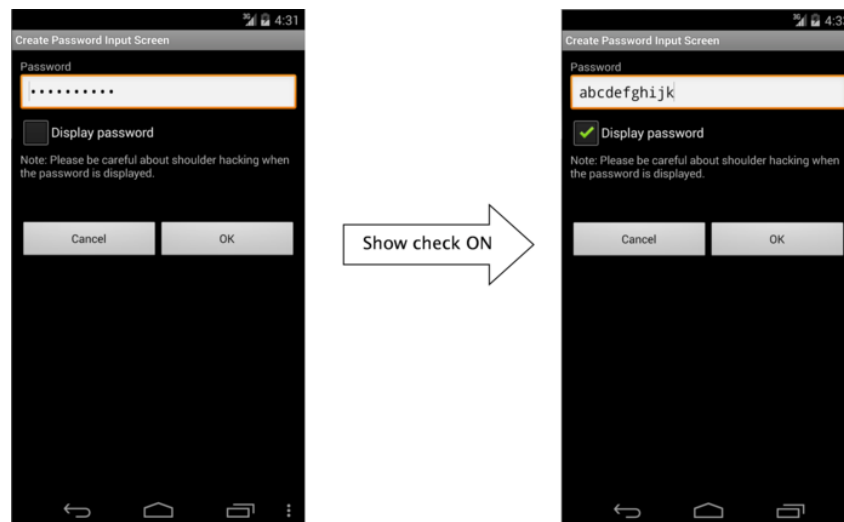 3G 4:31
Create Password Input Screen
Password
••••••••••
Display password
Note: Please be careful about shoulder hacking when
the password is displayed.
Cancel OK
Show check ON
3G
Create Password Input Screen
Password
abcdefghijk
Display password
Note: Please be careful about shoulder hacking when
the password is displayed.
Cancel OK